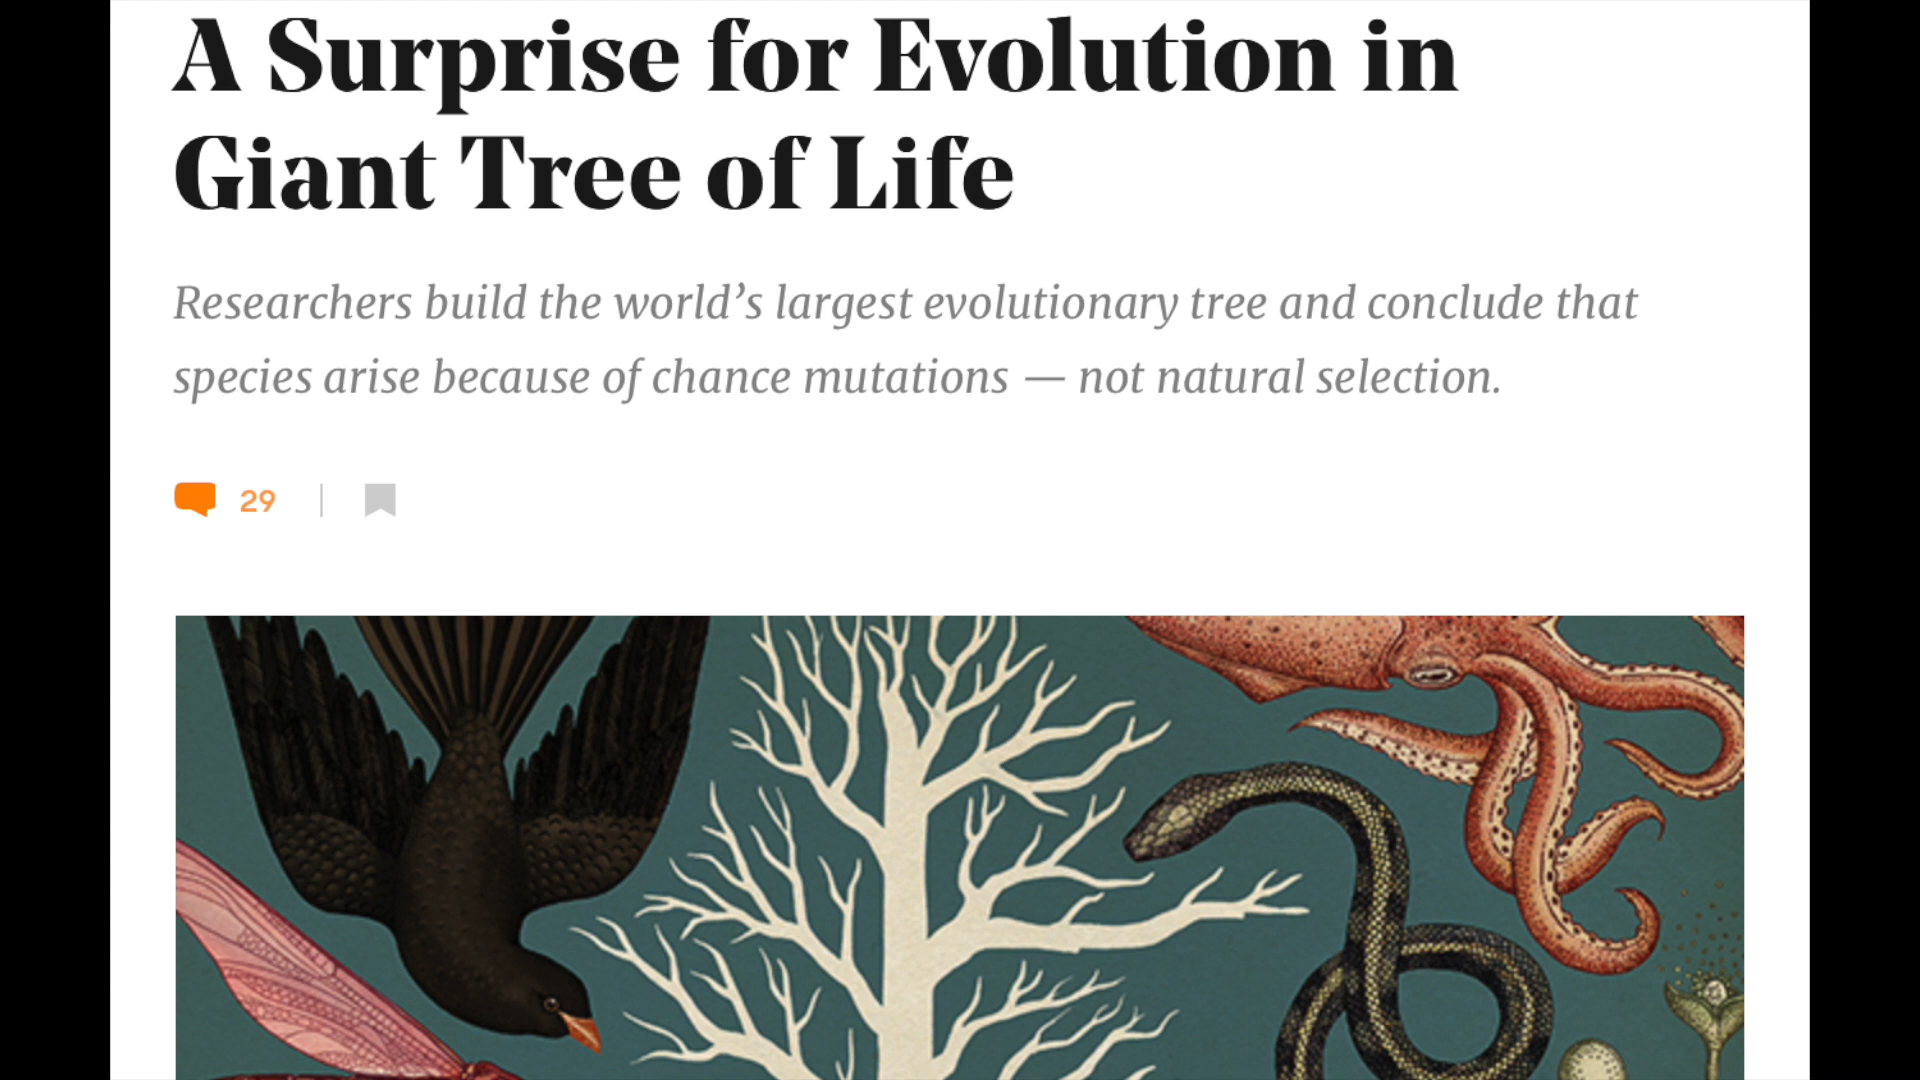 A Surprise for Evolution in
Giant Tree of Life
Researchers build the world’s largest evolutionary tree and conclude that
species arise because of chance mutations — not natural selection.
29